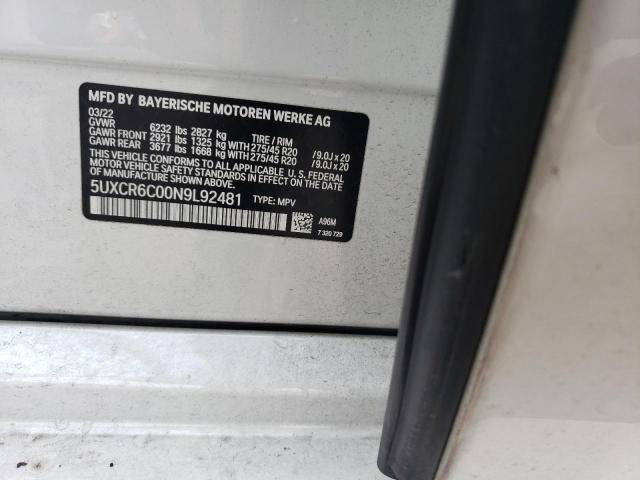 MFD BY BAYERISCHE MOTOREN WERKE AG
03/22
GVWR 6232 lbs 2827 kg TIRE / RIM
GAWR FRONT 2921 lbs 1325 kg WITH 275/45 R20 / 9.0J x 20
GAWR REAR 3677 lbs 1668 kg WITH 275/45 R20 / 9.0J x 20
THIS VEHICLE CONFORMS TO ALL APPLICABLE FEDERAL
MOTOR VEHICLE SAFETY STANDARDS IN EFFECT ON THE DATE
OF MANUFACTURE SHOWN ABOVE.
5UXCR6C00N9L92481 TYPE: MPV
A96M
7 320 729